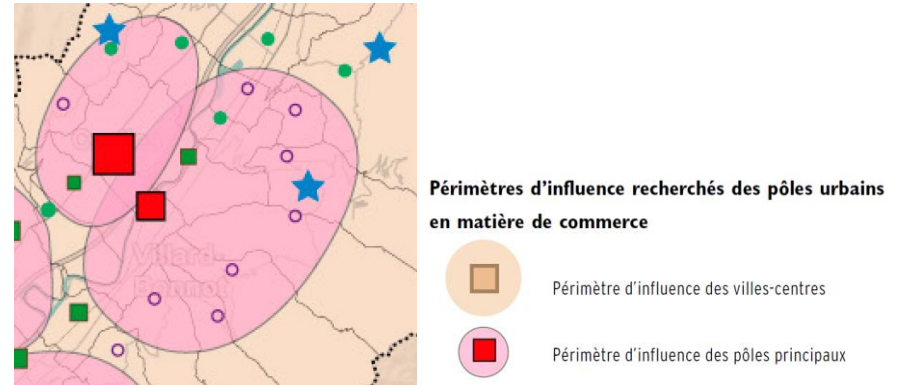 Villard-
Bonnot
Périmètres d'influence recherchés des pôles urbains
en matière de commerce
Périmètre d'influence des villes-centres
Périmètre d'influence des pôles principaux